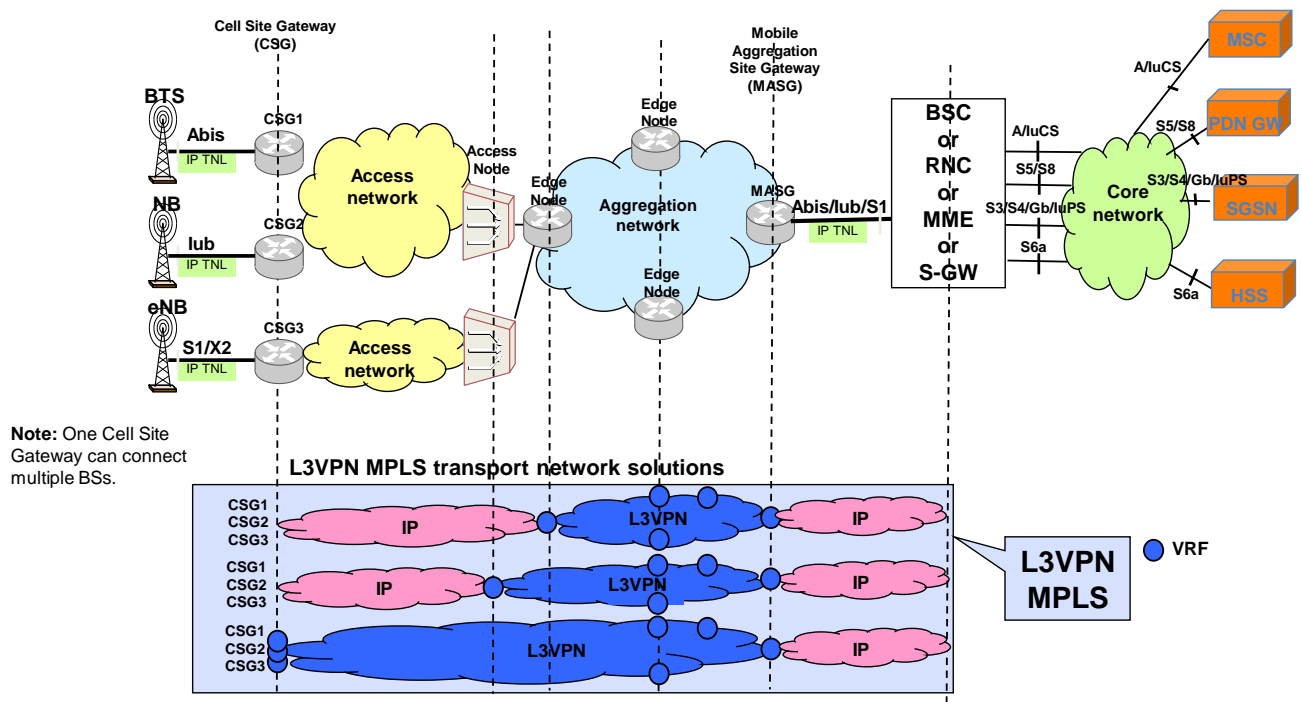 Cell Site Gateway
(CSG)
Mobile
Aggregation
Site Gateway
(MASG)
MSC
A/IuCS
BTS
CSG1
Abis
IP TNL
Edge
Node
BSC
or
RNC
or
MME
or
S-GW
A/IuCS
S5/S8
S3/S4/Gb/IuPS
S6a
S5/S8
PDN GW
Access
network
Access
Node
Edge
Node
Aggregation
network
MASG
Abis/Iub/S1
IP TNL
Core
network
S3/S4/Gb/IuPS
SGSN
NB
CSG2
Iub
IP TNL
Edge
Node
S6a
HSS
eNB
CSG3
S1/X2
IP TNL
Access
network
Note: One Cell Site
Gateway can connect
multiple BSs.
L3VPN MPLS transport network solutions
CSG1
CSG2
CSG3
IP
L3VPN
IP
CSG1
CSG2
CSG3
IP
L3VPN
IP
CSG1
CSG2
CSG3
L3VPN
IP
L3VPN
MPLS
VRF